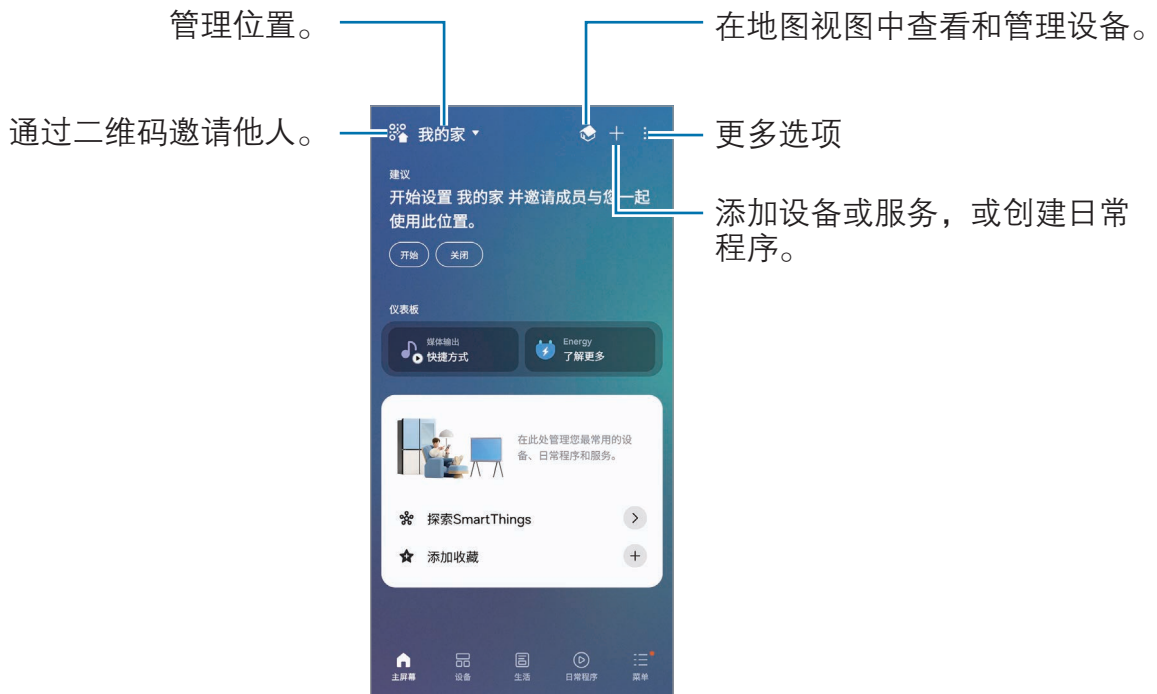 管理位置。
在地图视图中查看和管理设备。
通过二维码邀请他人。
我的家
更多选项
建议
开始设置 我的家 并邀请成员与您一起
使用此位置。
添加设备或服务，或创建日常
程序。
开始
关闭
仪表板
媒体输出
快捷方式
Energy
了解更多
在此处管理您最常用的设
备、日常程序和服务。
探索SmartThings
添加收藏
主屏幕
设备
生活
日常程序
菜单